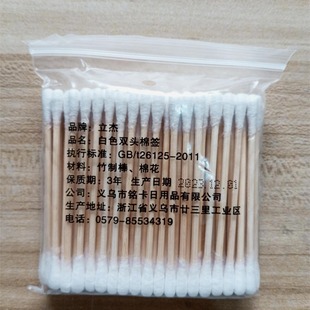 品牌：立杰
品名：白色双头棉签
执行标准：GB/t26125-2011
材料：竹制棒、棉花
保质期：3年 生产日期：2023.12.01
公司：义乌市铭卡日用品有限公司
生产地址：浙江省义乌市廿三里工业区
电话：0579-85534319